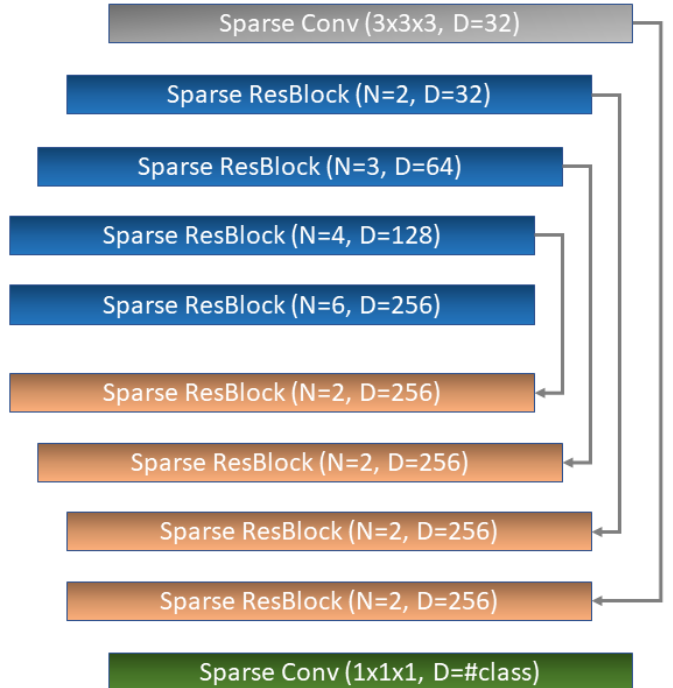 Sparse Conv (3x3x3, D=32)
Sparse ResBlock (N=2, D=32)
Sparse ResBlock (N=3, D=64)
Sparse ResBlock (N=4, D=128)
Sparse ResBlock (N=6, D=256)
Sparse ResBlock (N=2, D=256)
Sparse ResBlock (N=2, D=256)
Sparse ResBlock (N=2, D=256)
Sparse ResBlock (N=2, D=256)
Sparse Conv (1x1x1, D=#class)